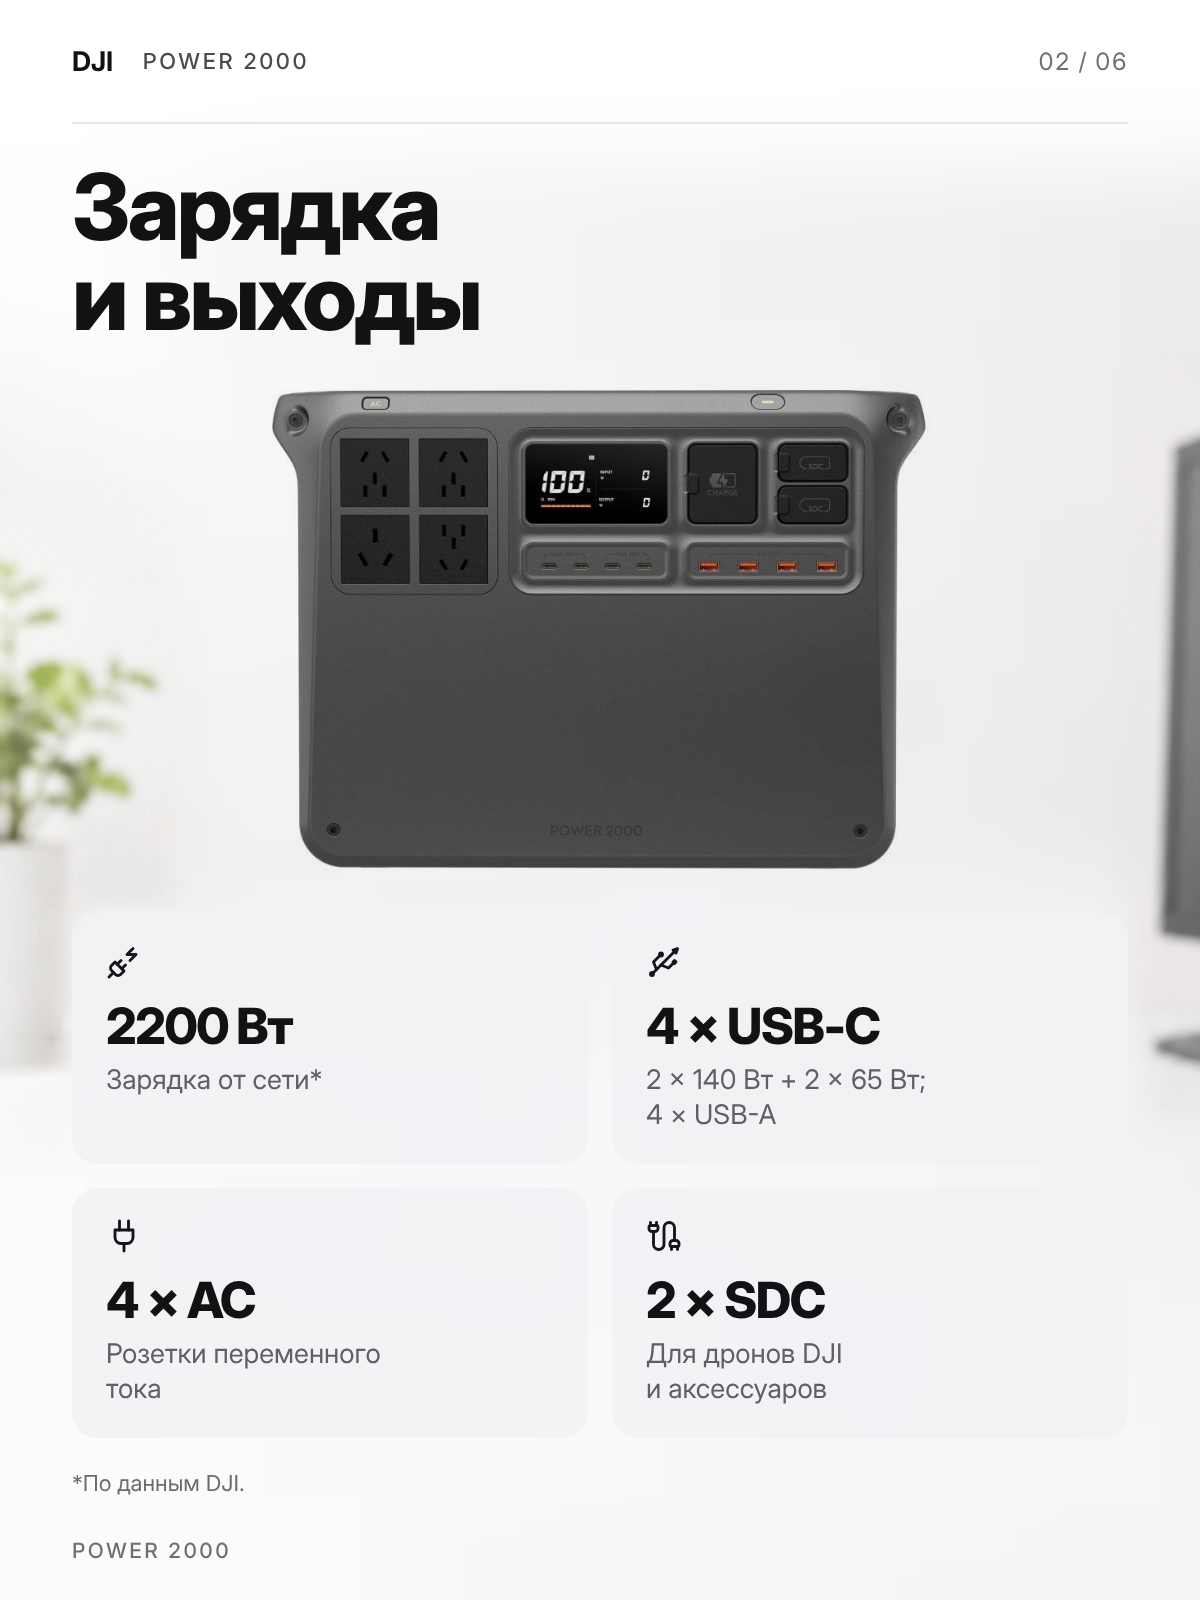 DJI POWER 2000
02 / 06
Зарядка
и выходы
AC
100 %
INPUT
W
0
OUTPUT
W
0
CHARGE
SDC
SDC
POWER 2000
2200 Вт
Зарядка от сети*
4 × USB-C
2 × 140 Вт + 2 × 65 Вт;
4 × USB-A
4 × AC
Розетки переменного
тока
2 × SDC
Для дронов DJI
и аксессуаров
*По данным DJI.
POWER 2000